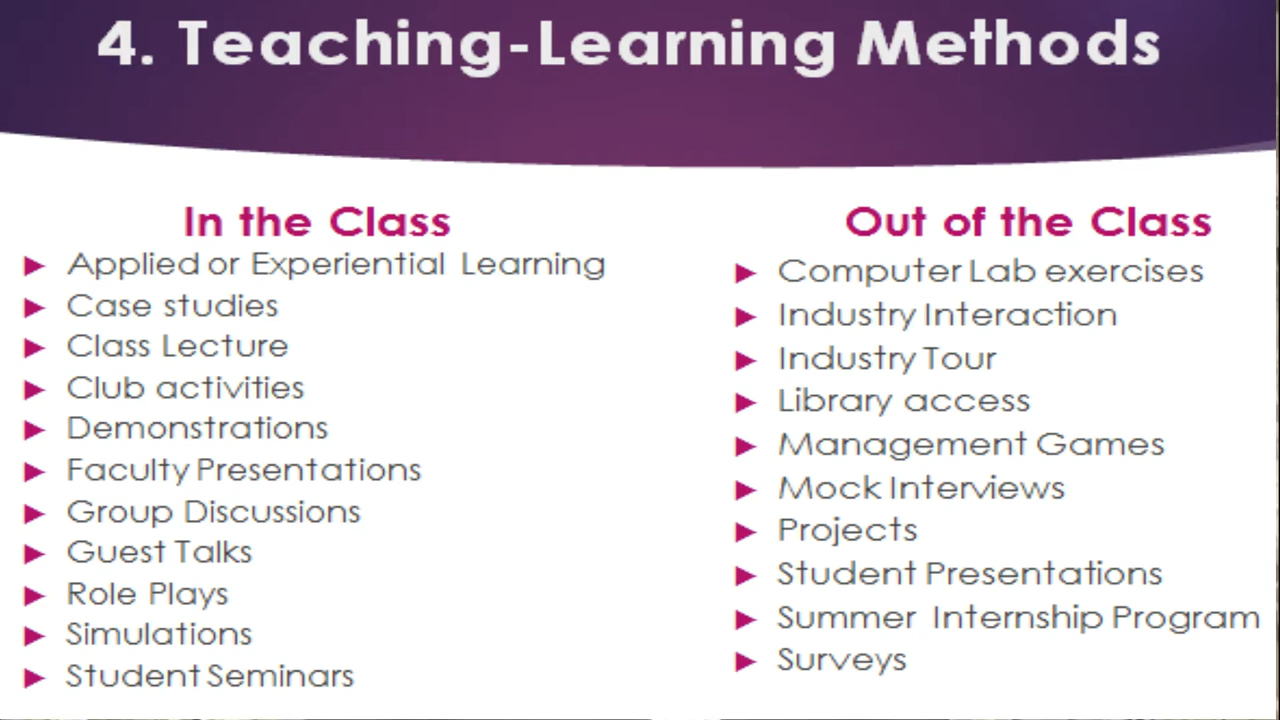 4. Teaching-Learning Methods
In the Class
Applied or Experiential Learning
Case studies
Class Lecture
Club activities
Demonstrations
Faculty Presentations
Group Discussions
Guest Talks
Role Plays
Simulations
Student Seminars
Out of the Class
Computer Lab exercises
Industry Interaction
Industry Tour
Library access
Management Games
Mock Interviews
Projects
Student Presentations
Summer Internship Program
Surveys